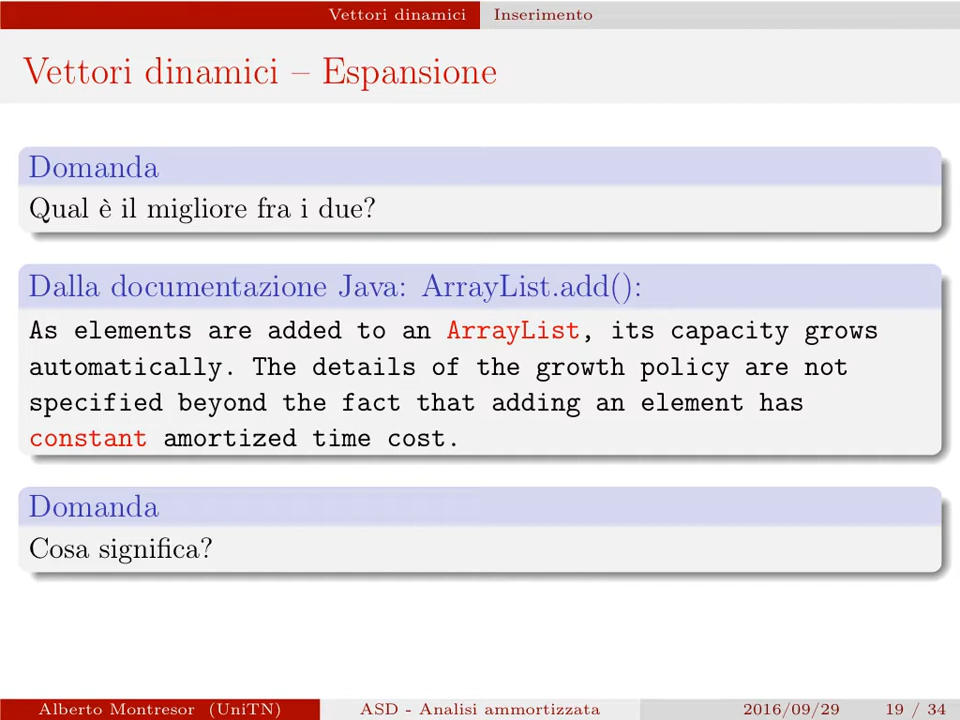 Vettori dinamici Inserimento
Vettori dinamici – Espansione
Domanda
Qual è il migliore fra i due?
Dalla documentazione Java: ArrayList.add():
As elements are added to an ArrayList, its capacity grows
automatically. The details of the growth policy are not
specified beyond the fact that adding an element has
constant amortized time cost.
Domanda
Cosa significa?
Alberto Montresor (UniTN) ASD - Analisi ammortizzata 2016/09/29 19 / 34